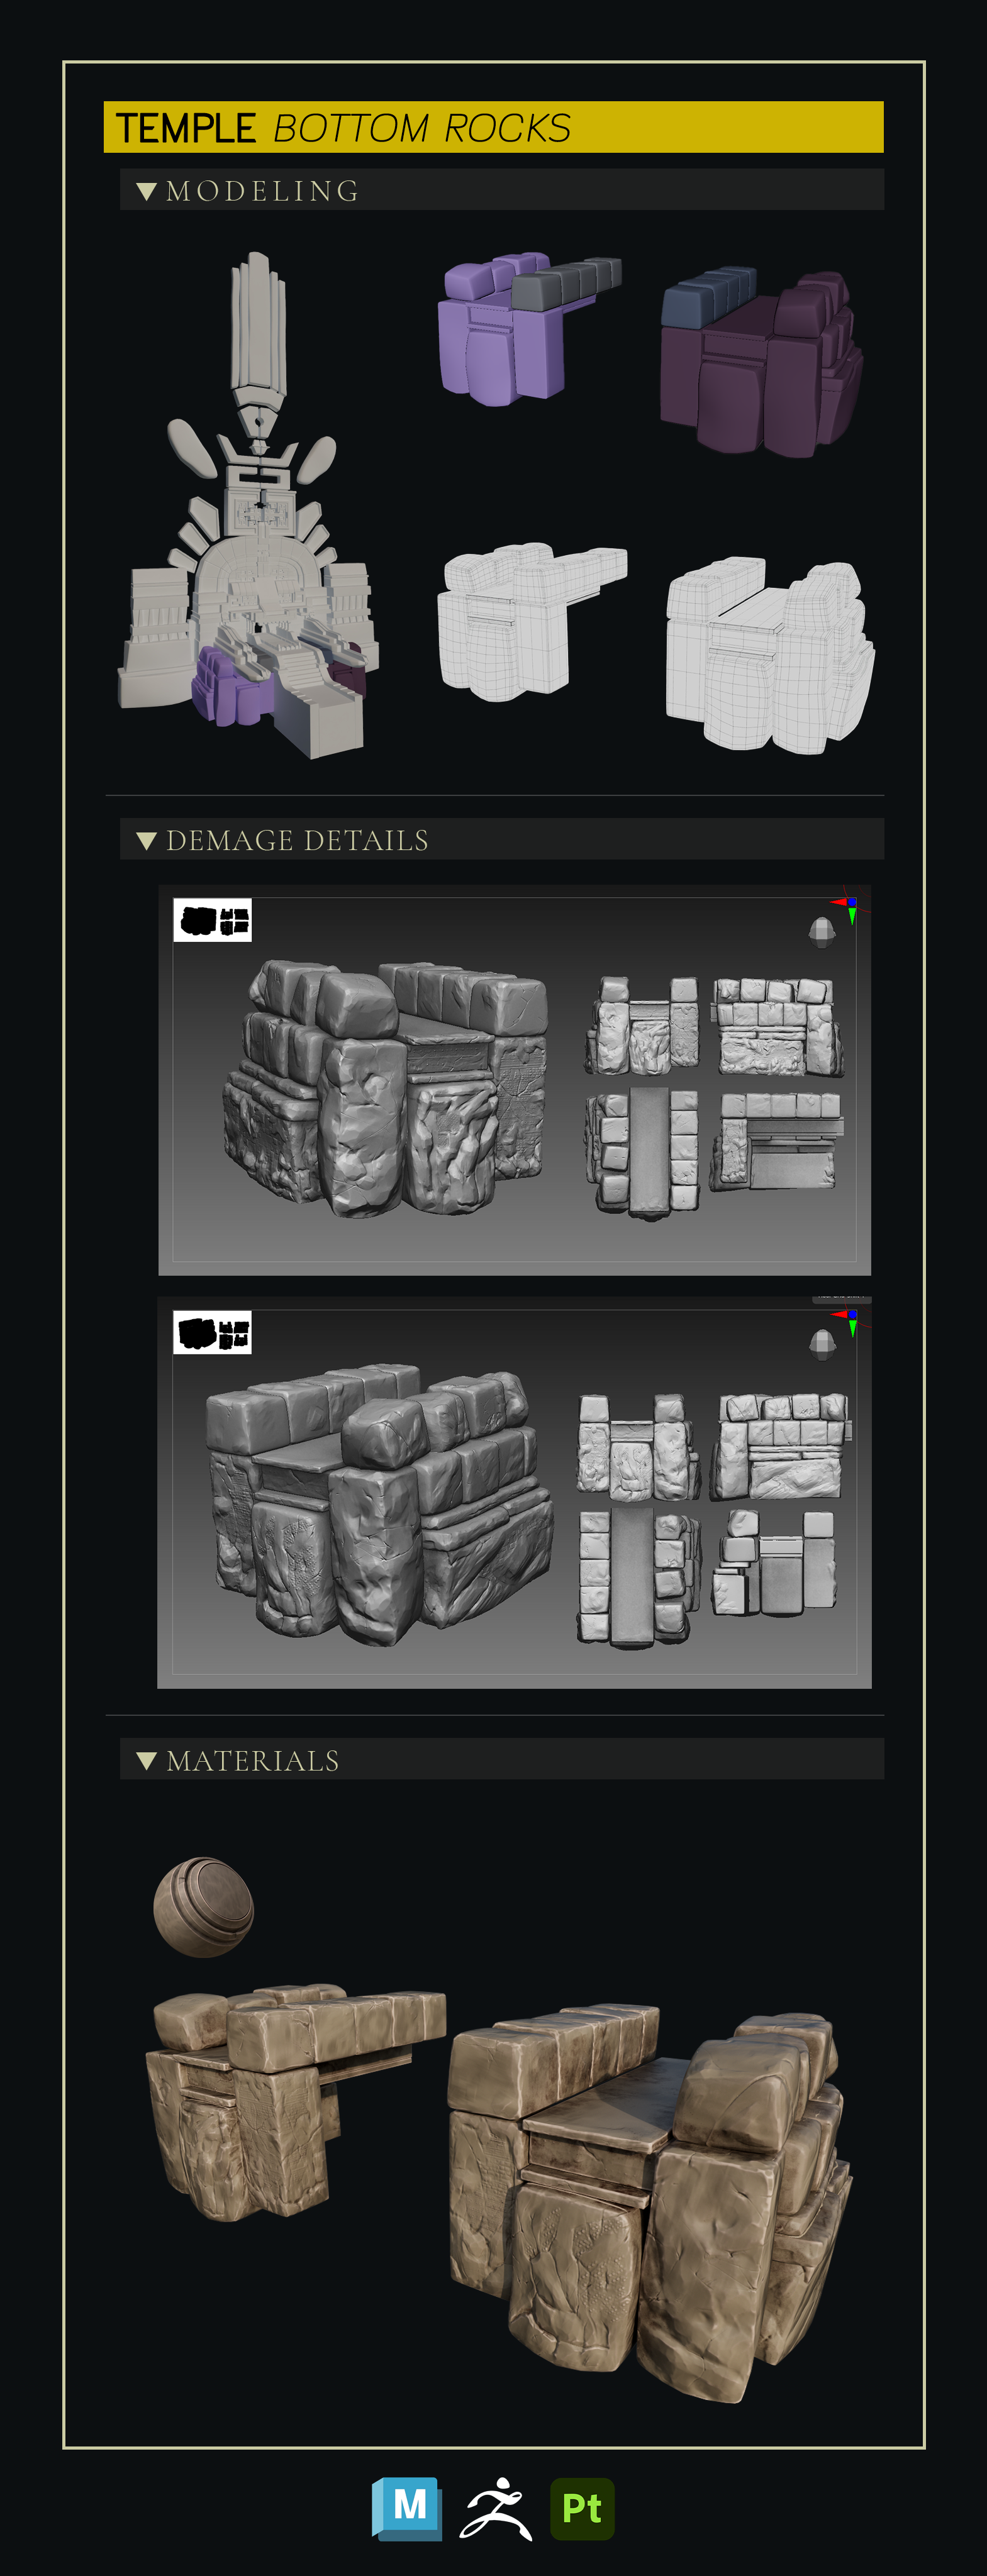 TEMPLE BOTTOM ROCKS
MODELING
DEMAGE DETAILS
MATERIALS
M
Pt